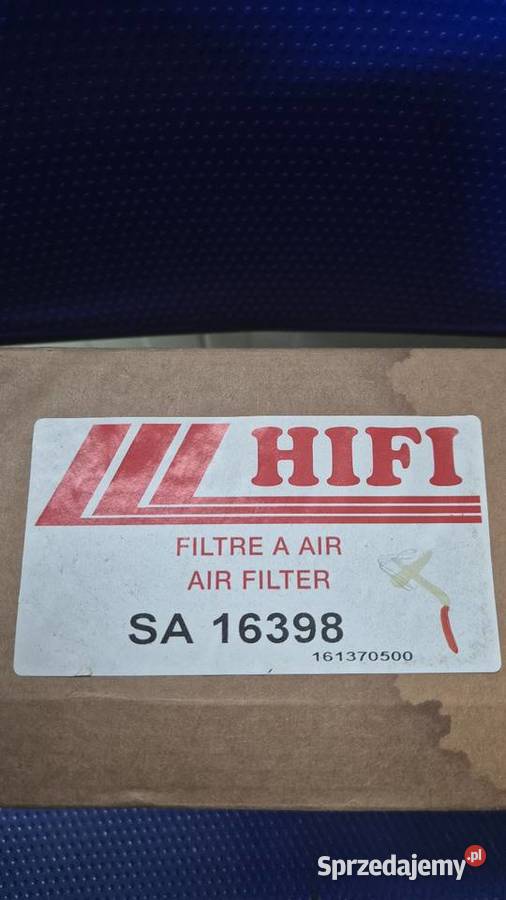 HIFI
FILTRE A AIR
AIR FILTER
SA 16398
161370500
Sprzedajemy.pl